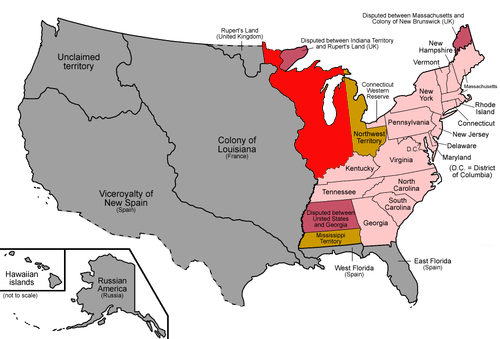 Rupert's Land
(United Kingdom)
Disputed between Indiana Territory
and Rupert's Land (UK)
Disputed between Massachusetts and
Colony of New Brunswick (UK)
Unclaimed
territory
New
Hampshire
Vermont
Massachusetts
Connecticut
Western
Reserve
New
York
Rhode
Island
Connecticut
New Jersey
Pennsylvania
Northwest
Territory
Colony of
Louisiana
(France)
D.C.
Delaware
Maryland
(D.C. = District
of Columbia)
Virginia
Kentucky
Viceroyalty of
New Spain
(Spain)
Tennessee
North
Carolina
South
Carolina
Disputed between
United States
and Georgia
Georgia
Mississippi
Territory
West Florida
(Spain)
East Florida
(Spain)
Hawaiian
islands
(not to scale)
Russian
America
(Russia)